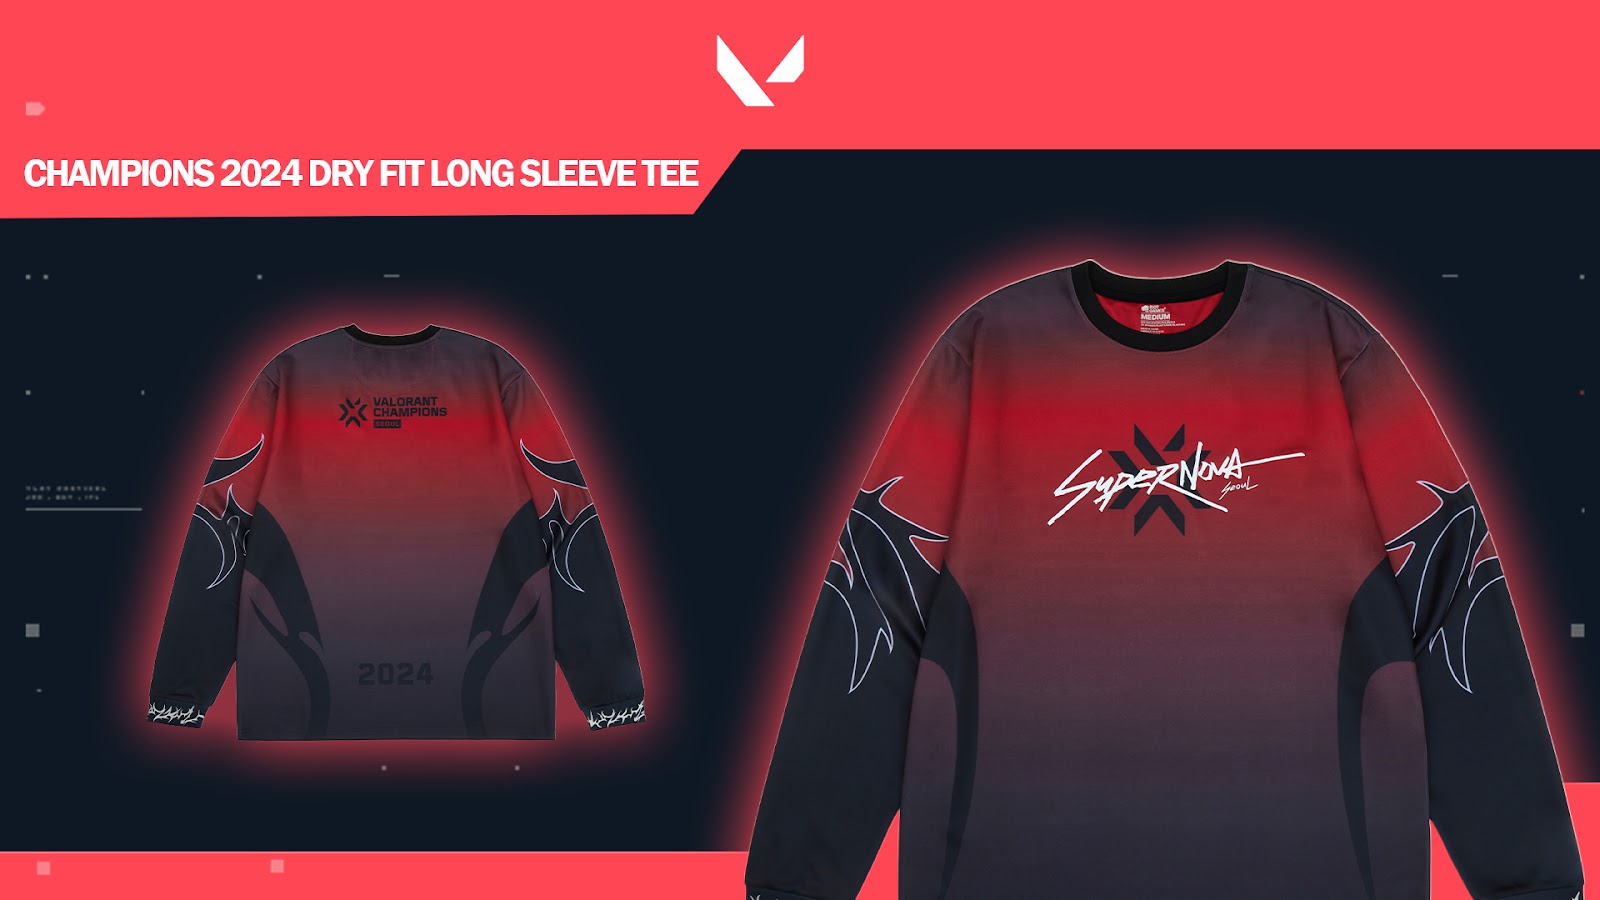 CHAMPIONS 2024 DRY FIT LONG SLEEVE TEE
VALORANT
CHAMPIONS
SEOUL
2024
MEDIUM
SUPERNOVA
SEOUL